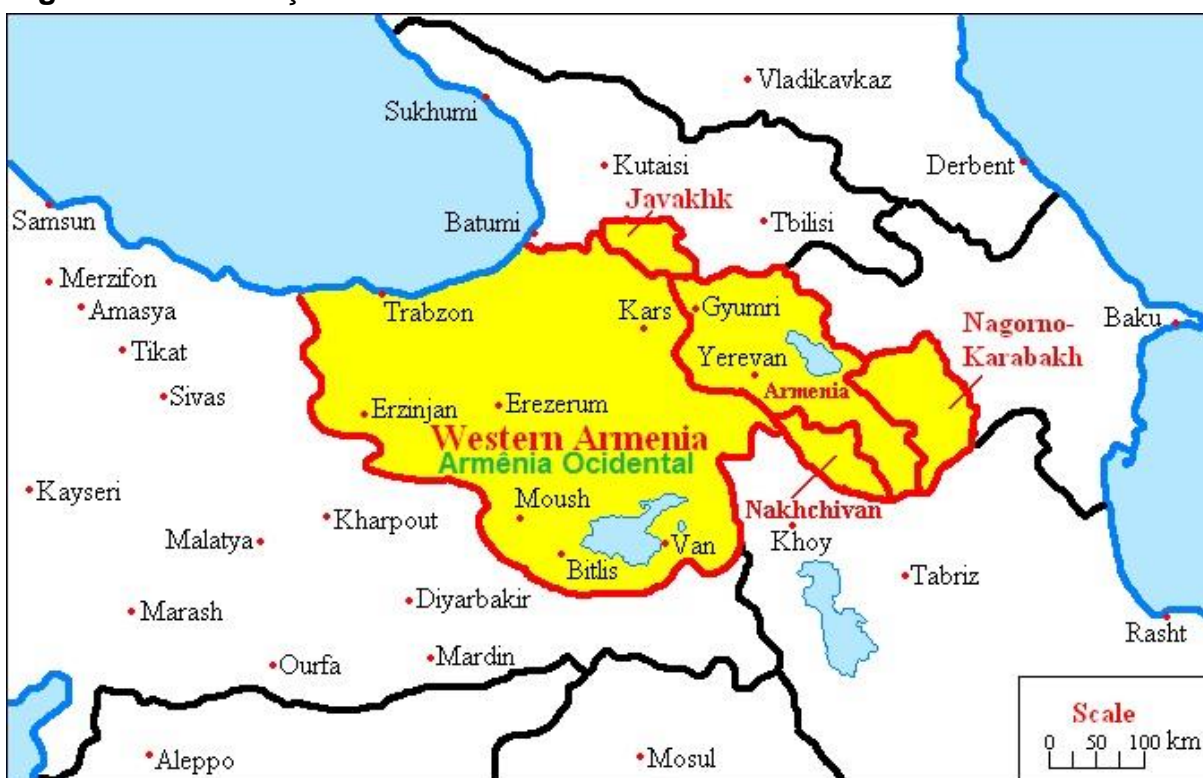 Vladikavkaz
Sukhumi
Kutaisi
Derbent
Javakhk
Samsun
Batumi
Tbilisi
Merzifon
Amasya
Trabzon
Kars
Gyumri
Nagorno-
Karabakh
Baku
Tikat
Yerevan
Sivas
Armenia
Erzinjan
Erezerum
Western Armenia
Armênia Ocidental
Kayseri
Moush
Nakhchivan
Kharpout
Malatya
Van
Khoy
Bitlis
Tabriz
Marash
Diyarbakir
Rasht
Ourfa
Mardin
Scale
0 50 100 km
Aleppo
Mosul